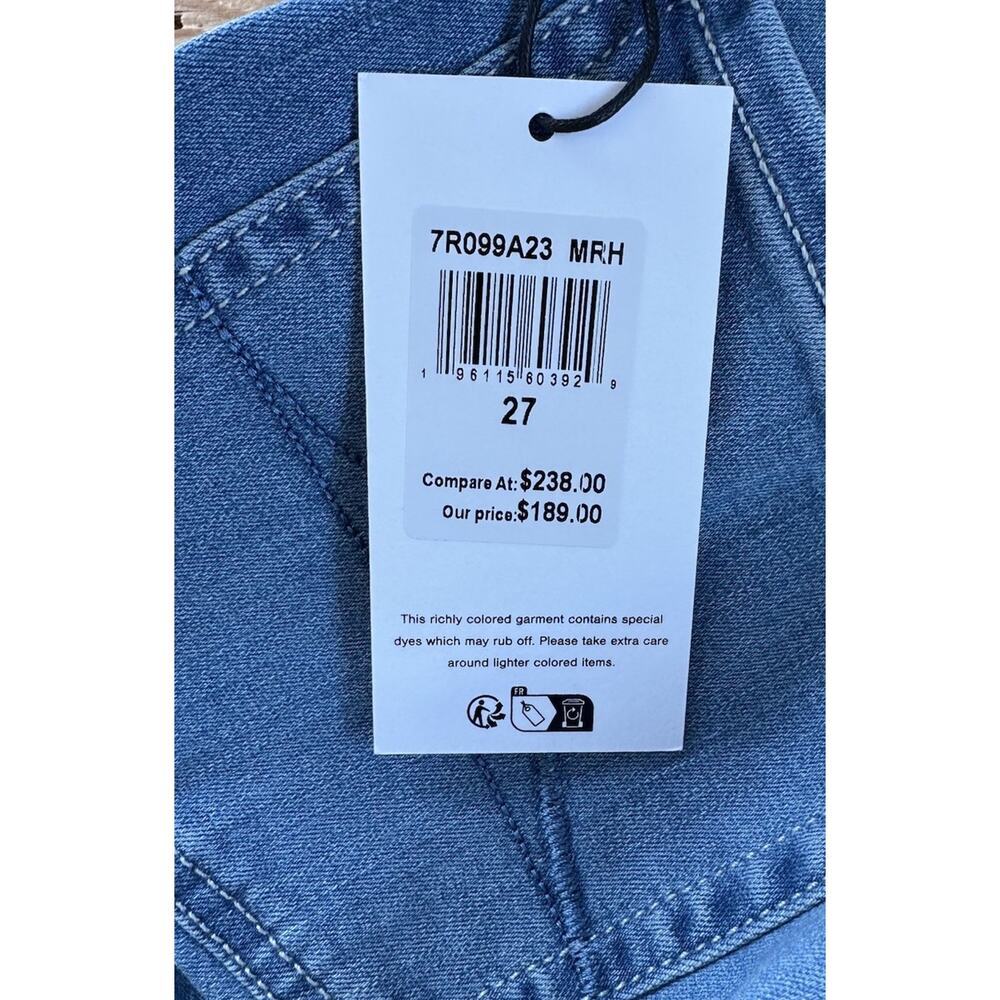 7R099A23 MRH
1 96115 60392 9
27
Compare At: $238.00
Our price: $189.00
This richly colored garment contains special
dyes which may rub off. Please take extra care
around lighter colored items.
FR